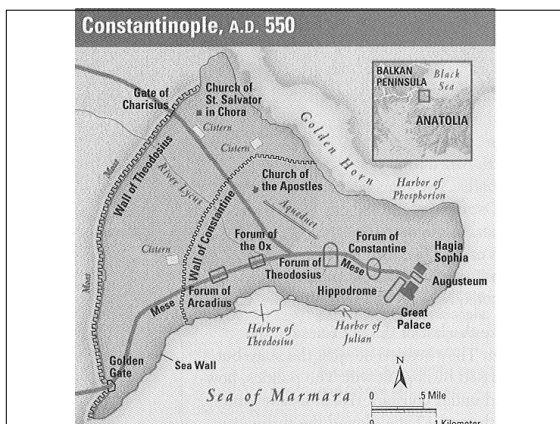 Constantinople, A.D. 550
Gate of
Charisius
Church of
St. Salvator
in Chora
Cistern
Cistern
Golden Horn
BALKAN
PENINSULA
Black
Sea
ANATOLIA
Moat
Wall of Theodosius
River Lycus
Wall of Constantine
Church of
the Apostles
Aqueduct
Harbor of
Phosphorion
Cistern
Forum of
the Ox
Forum of
Constantine
Hagia
Sophia
Moat
Mese
Forum of
Arcadius
Forum of
Theodosius
Mese
Hippodrome
Augusteum
Great
Palace
Harbor of
Theodosius
Harbor of
Julian
Golden
Gate
Sea Wall
Sea of Marmara
N
0 .5 Mile
0 1 Kilometer